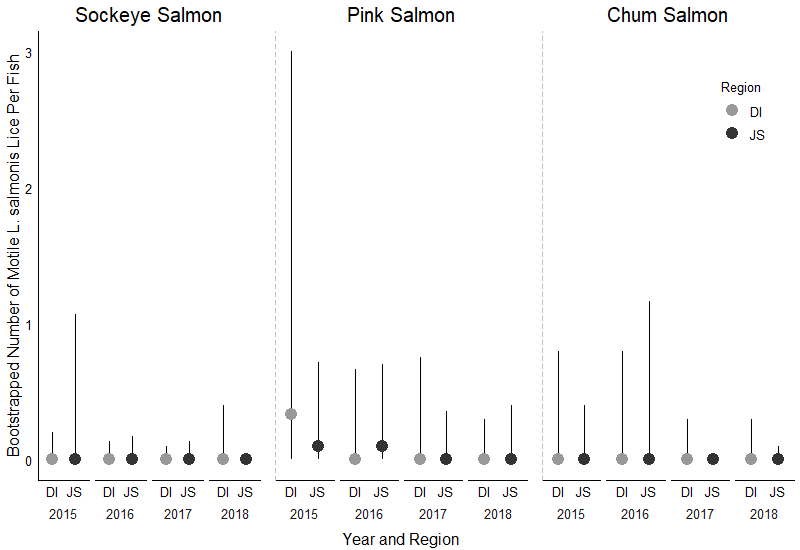 Sockeye Salmon Pink Salmon Chum Salmon
Bootstrapped Number of Motile L. salmonis Lice Per Fish
3
2
1
0
Region
DI
JS
DI JS DI JS DI JS DI JS DI JS DI JS DI JS DI JS DI JS DI JS DI JS DI JS
2015 2016 2017 2018 2015 2016 2017 2018 2015 2016 2017 2018
Year and Region